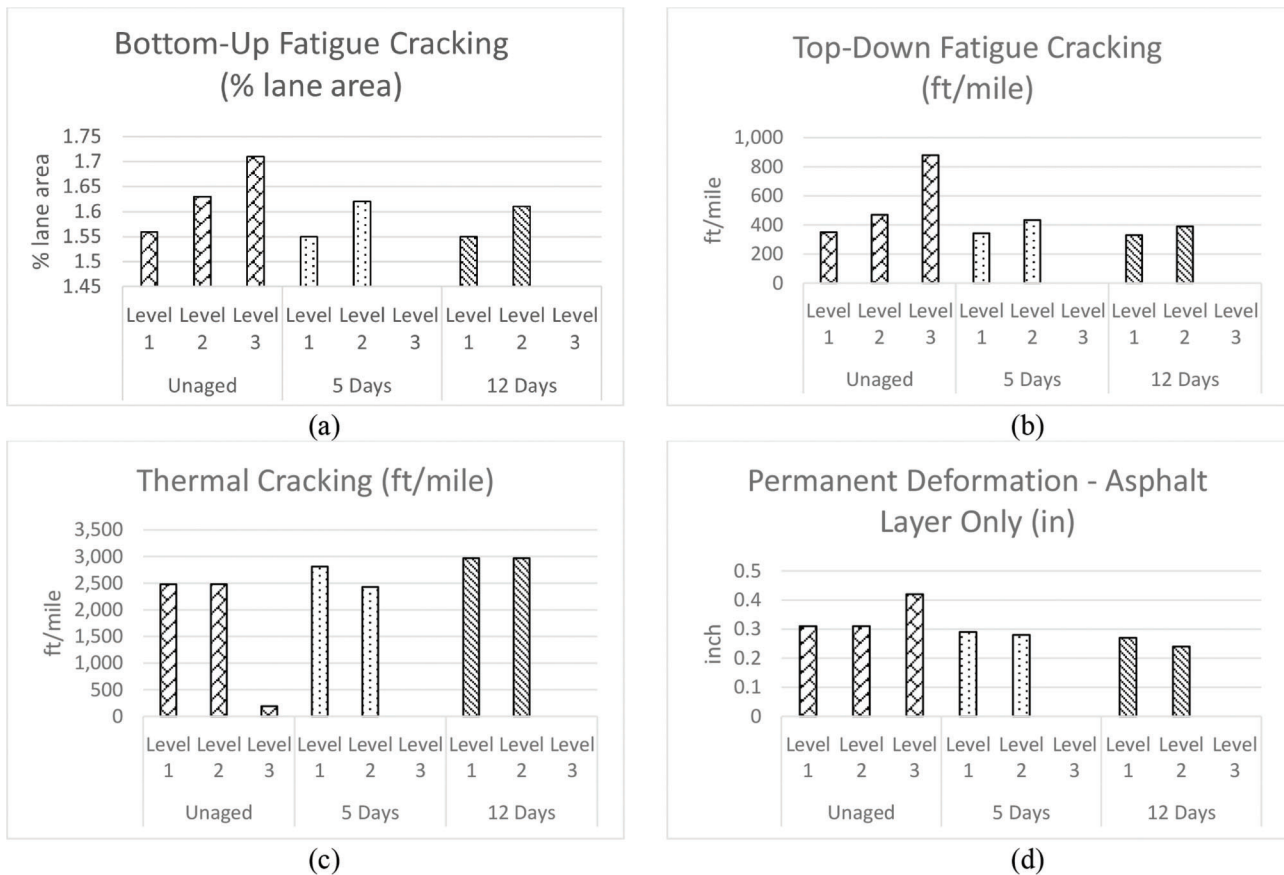 Bottom-Up Fatigue Cracking
(% lane area)
% lane area
1.75
1.7
1.65
1.6
1.55
1.5
1.45
Level Level Level Level Level Level Level Level Level
1 2 3 1 2 3 1 2 3
Unaged 5 Days 12 Days
(a)
Top-Down Fatigue Cracking
(ft/mile)
ft/mile
1,000
800
600
400
200
0
Level Level Level Level Level Level Level Level Level
1 2 3 1 2 3 1 2 3
Unaged 5 Days 12 Days
(b)
Thermal Cracking (ft/mile)
ft/mile
3,500
3,000
2,500
2,000
1,500
1,000
500
0
Level Level Level Level Level Level Level Level Level
1 2 3 1 2 3 1 2 3
Unaged 5 Days 12 Days
(c)
Permanent Deformation - Asphalt
Layer Only (in)
inch
0.5
0.4
0.3
0.2
0.1
0
Level Level Level Level Level Level Level Level Level
1 2 3 1 2 3 1 2 3
Unaged 5 Days 12 Days
(d)